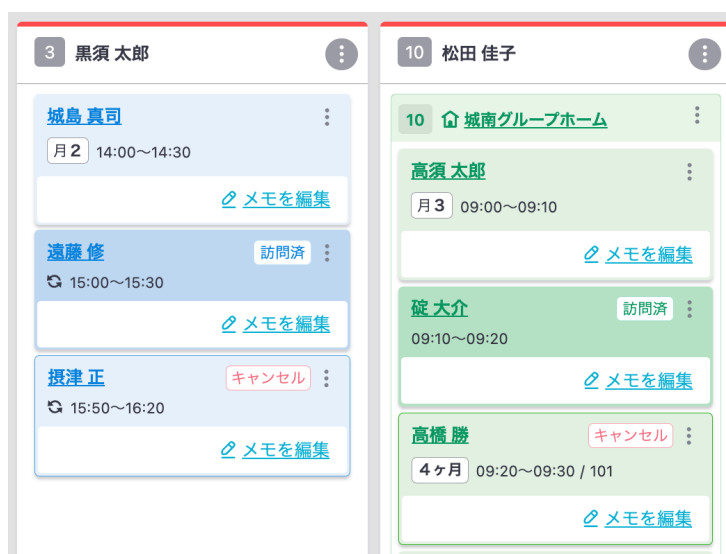 3 黒須 太郎
城島 真司
月2 14:00〜14:30
メモを編集
遠藤 修 訪問済
15:00〜15:30
メモを編集
摂津 正 キャンセル
15:50〜16:20
メモを編集
10 松田 佳子
10 城南グループホーム
高須 太郎
月3 09:00〜09:10
メモを編集
碇 大介 訪問済
09:10〜09:20
メモを編集
高橋 勝 キャンセル
4ヶ月 09:20〜09:30 / 101
メモを編集